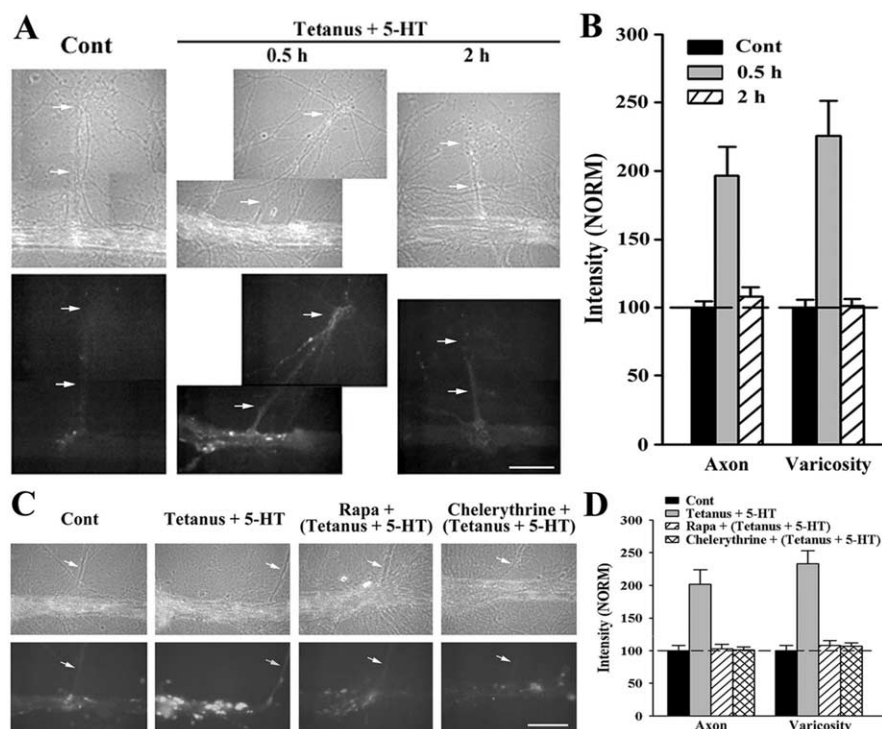 A
Cont
Tetanus + 5-HT
0.5 h
2 h
B
300
250
200
150
100
50
0
Intensity (NORM)
Cont
0.5 h
2 h
Axon
Varicosity
C
Cont
Tetanus + 5-HT
Rapa +
(Tetanus + 5-HT)
Chelerythrine +
(Tetanus + 5-HT)
D
Cont
Tetanus + 5-HT
Rapa + (Tetanus + 5-HT)
Chelerythrine + (Tetanus + 5-HT)
300
250
200
150
100
50
0
Intensity (NORM)
Axon
Varicosity